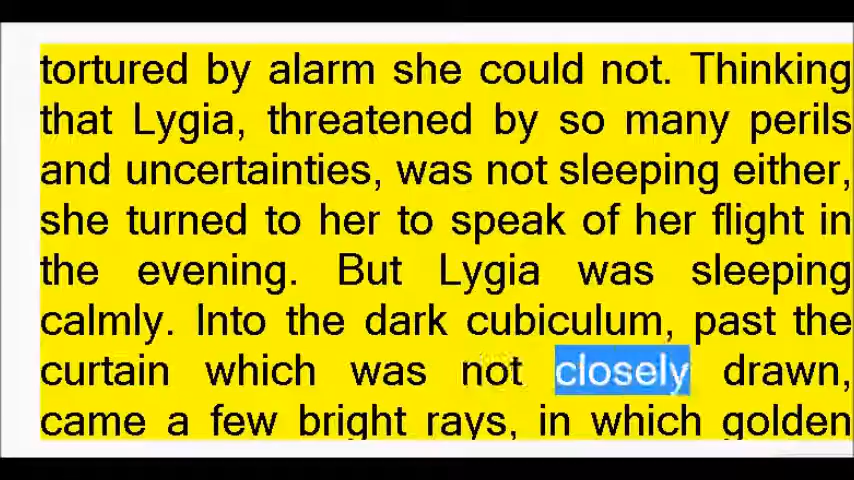 tortured by alarm she could not. Thinking
that Lygia, threatened by so many perils
and uncertainties, was not sleeping either,
she turned to her to speak of her flight in
the evening. But Lygia was sleeping
calmly. Into the dark cubiculum, past the
curtain which was not closely drawn,
came a few bright rays, in which golden